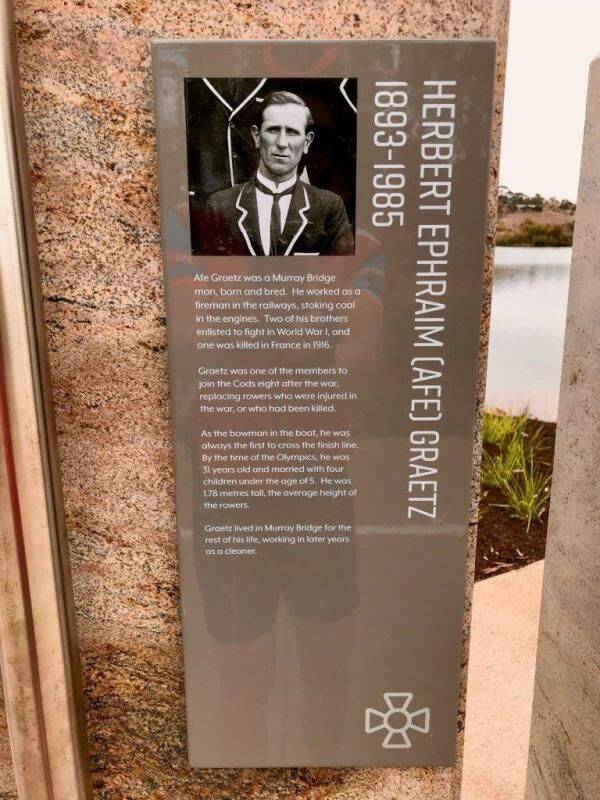 HERBERT EPHRAIM (AFE) GRAETZ
1893-1985
Afe Graetz was a Murray Bridge
man, born and bred. He worked as a
fireman in the railways, stoking coal
in the engines. Two of his brothers
enlisted to fight in World War I, and
one was killed in France in 1916.
Graetz was one of the members to
join the Cods eight after the war,
replacing rowers who were injured in
the war, or who had been killed.
As the bowman in the boat, he was
always the first to cross the finish line.
By the time of the Olympics, he was
31 years old and married with four
children under the age of 5. He was
1.78 metres tall, the average height of
the rowers.
Graetz lived in Murray Bridge for the
rest of his life, working in later years
as a cleaner.